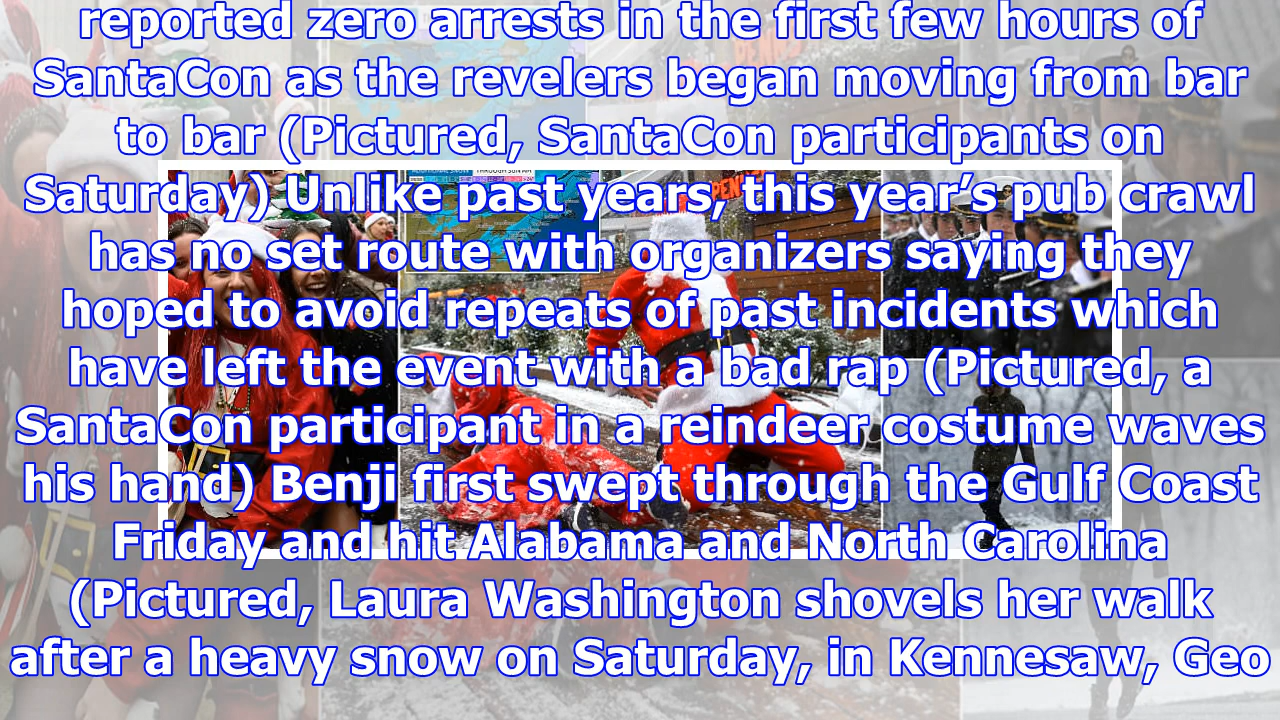 reported zero arrests in the first few hours of
SantaCon as the revelers began moving from bar
to bar (Pictured, SantaCon participants on
Saturday) Unlike past years, this year’s pub crawl
has no set route with organizers saying they
hoped to avoid repeats of past incidents which
have left the event with a bad rap (Pictured, a
SantaCon participant in a reindeer costume waves
his hand) Benji first swept through the Gulf Coast
Friday and hit Alabama and North Carolina
(Pictured, Laura Washington shovels her walk
after a heavy snow on Saturday, in Kennesaw, Geo